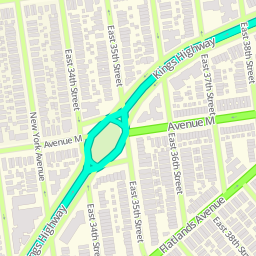 East 34th Street
East 35th Street
Kings Highway
East 37th Street
East 38th Street
New York Avenue
Avenue M
Avenue M
East 36th Street
Kings Highway
East 34th Street
East 35th Street
Flatlands Avenue
East 38th